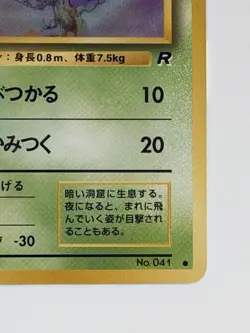 ン：身長0.8m、体重7.5kg
R
ぶつかる 10
みつく 20
げる
-30
暗い洞窟に生息する。
夜になると、まれに飛
んでいく姿が目撃され
ることもある。
No. 041 ●